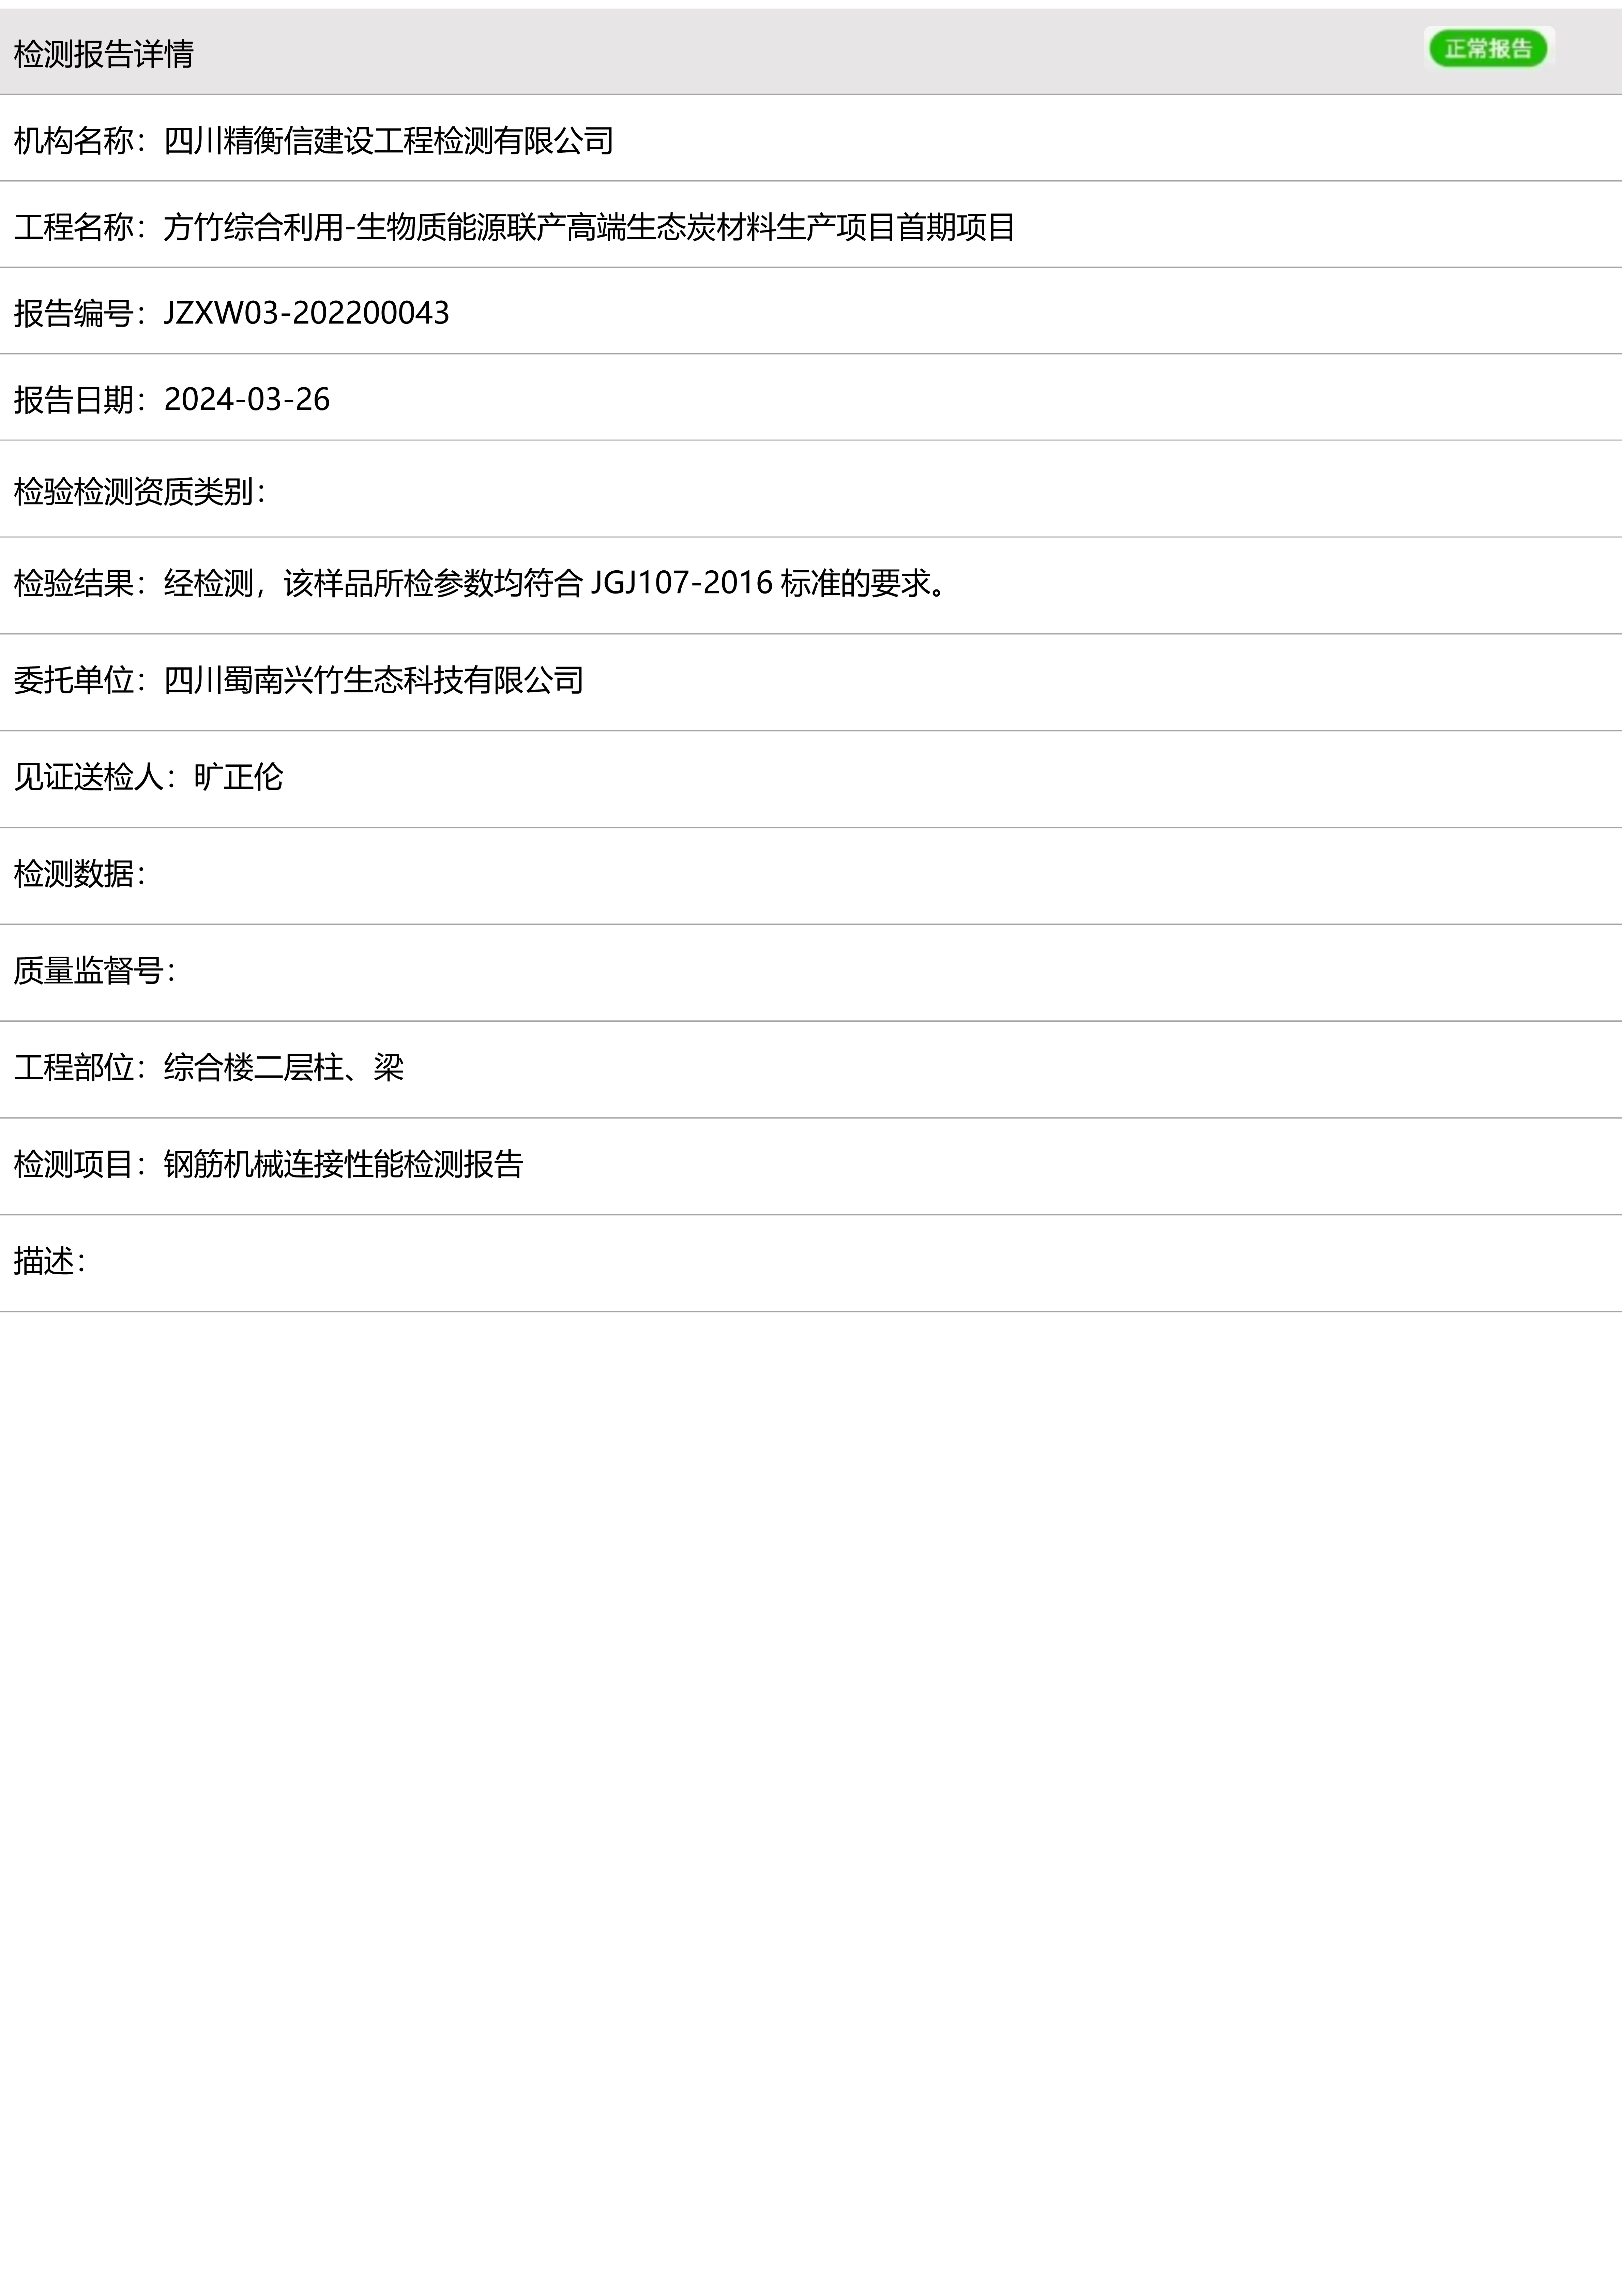 检测报告详情
正常报告
机构名称：四川精衡信建设工程检测有限公司
工程名称：方竹综合利用-生物质能源联产高端生态炭材料生产项目首期项目
报告编号：JZXW03-202200043
报告日期：2024-03-26
检验检测资质类别：
检验结果：经检测，该样品所检参数均符合 JGJ107-2016 标准的要求。
委托单位：四川蜀南兴竹生态科技有限公司
见证送检人：旷正伦
检测数据：
质量监督号：
工程部位：综合楼二层柱、梁
检测项目：钢筋机械连接性能检测报告
描述：